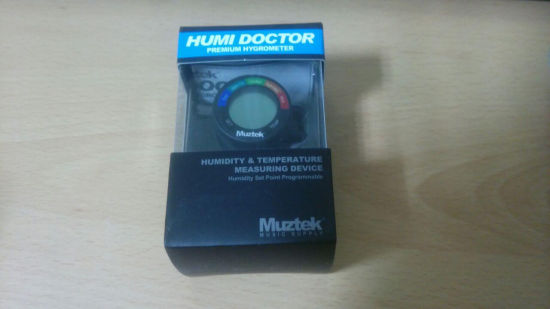 HUMI DOCTOR
PREMIUM HYGROMETER
Muztek
HUMIDITY & TEMPERATURE
MEASURING DEVICE
Humidity Set Point Programmable
Muztek
MUSIC SUPPLY